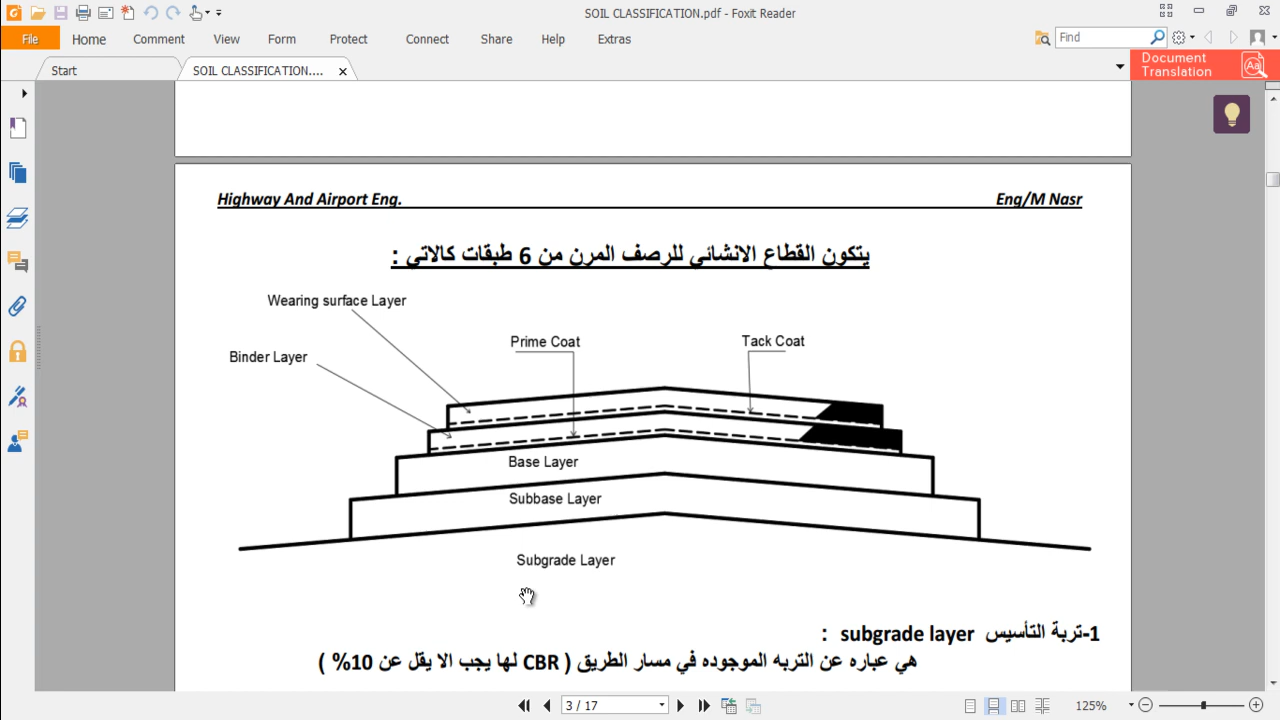 SOIL CLASSIFICATION.pdf - Foxit Reader
File Home Comment View Form Protect Connect Share Help Extras Find
Start SOIL CLASSIFICATION.... Document Translation
Highway And Airport Eng. Eng/M Nasr
يتكون القطاع الانشائي للرصف المرن من 6 طبقات كالاتي :
Wearing surface Layer
Prime Coat Tack Coat
Binder Layer
Base Layer
Subbase Layer
Subgrade Layer
1-تربة التأسيس subgrade layer :
هي عباره عن التربه الموجوده في مسار الطريق ( CBR لها يجب الا يقل عن 10% )
3 / 17 125%